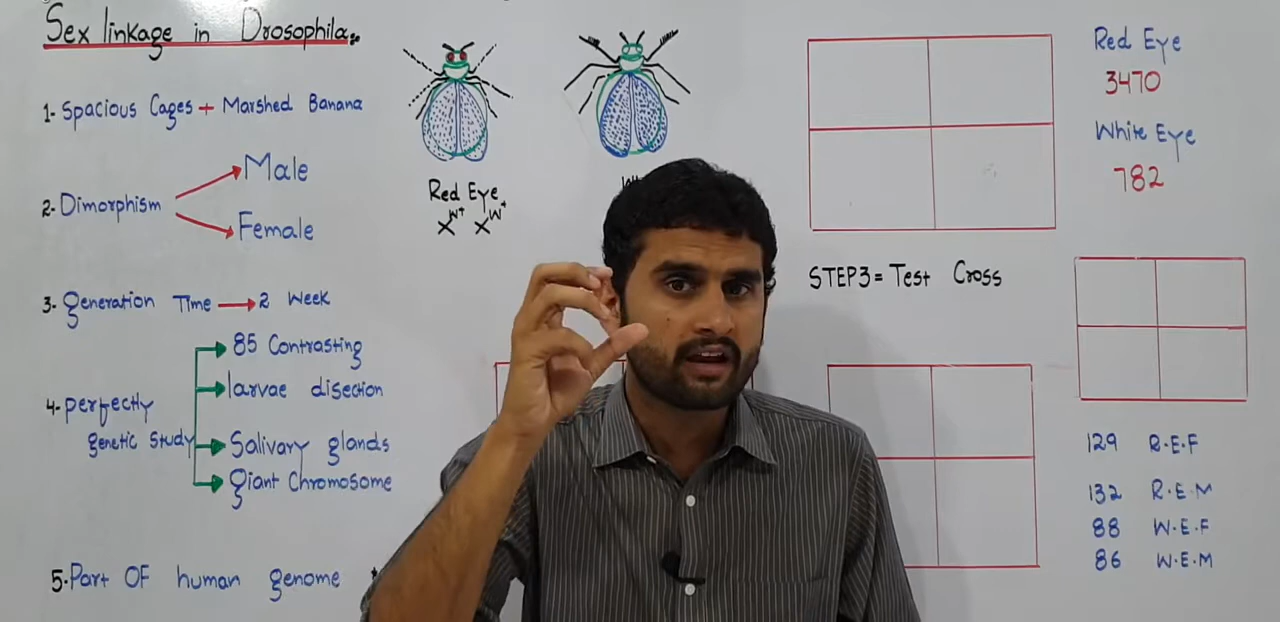 Sex linkage in Drosophila..
1- Spacious Cages + Marshed Banana
2- Dimorphism
Male
Female
3- Generation Time → 2 Week
4- Perfectly
genetic study
85 Contrasting
larvae disection
Salivary glands
giant Chromosome
5- Part OF human genome
Red Eye
X^W+ X^W+
Red Eye
3470
White Eye
782
STEP3 = Test Cross
129 R.E.F
132 R.E.M
88 W.E.F
86 W.E.M